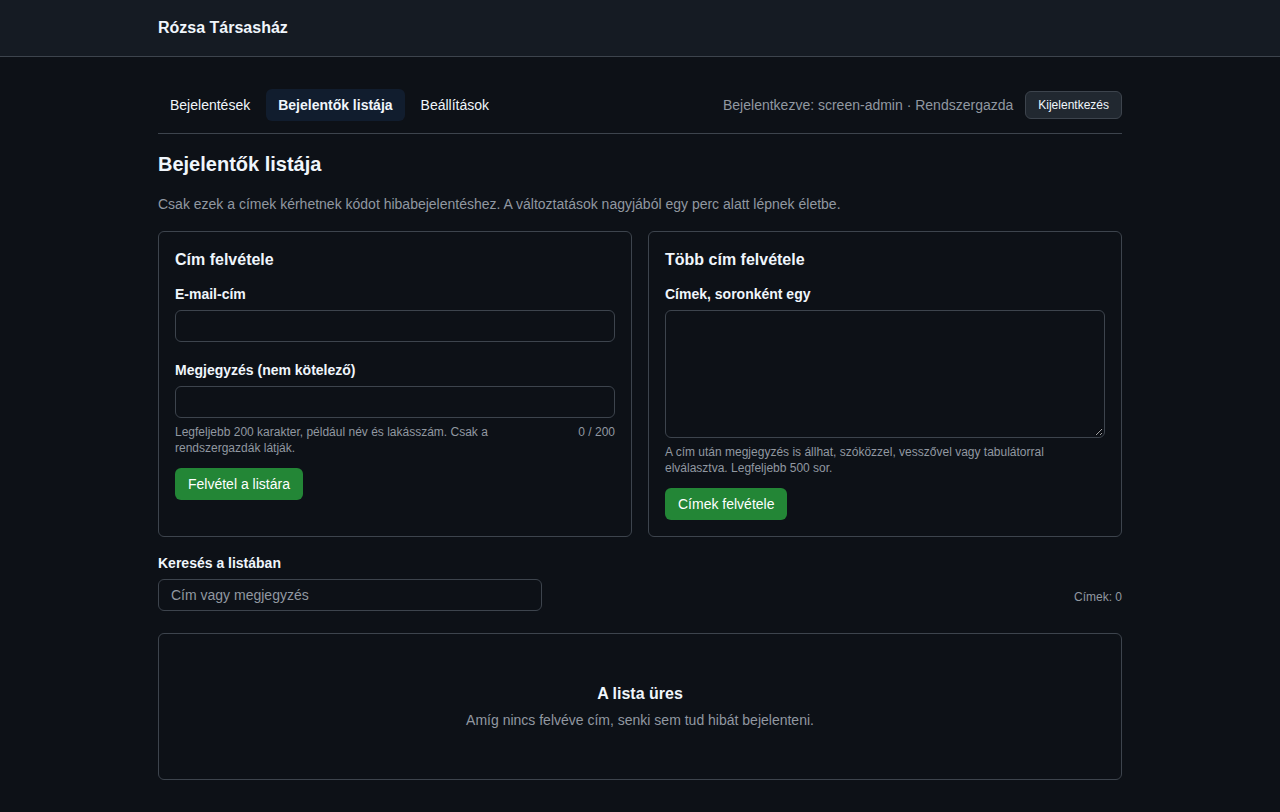 Rózsa Társasház
Bejelentések
Bejelentők listája
Beállítások
Bejelentkezve: screen-admin · Rendszergazda
Kijelentkezés
Bejelentők listája
Csak ezek a címek kérhetnek kódot hibabejelentéshez. A változtatások nagyjából egy perc alatt lépnek életbe.
Cím felvétele
E-mail-cím
Megjegyzés (nem kötelező)
Legfeljebb 200 karakter, például név és lakásszám. Csak a
rendszergazdák látják.
0 / 200
Felvétel a listára
Több cím felvétele
Címek, soronként egy
A cím után megjegyzés is állhat, szóközzel, vesszővel vagy tabulátorral
elválasztva. Legfeljebb 500 sor.
Címek felvétele
Keresés a listában
Cím vagy megjegyzés
Címek: 0
A lista üres
Amíg nincs felvéve cím, senki sem tud hibát bejelenteni.